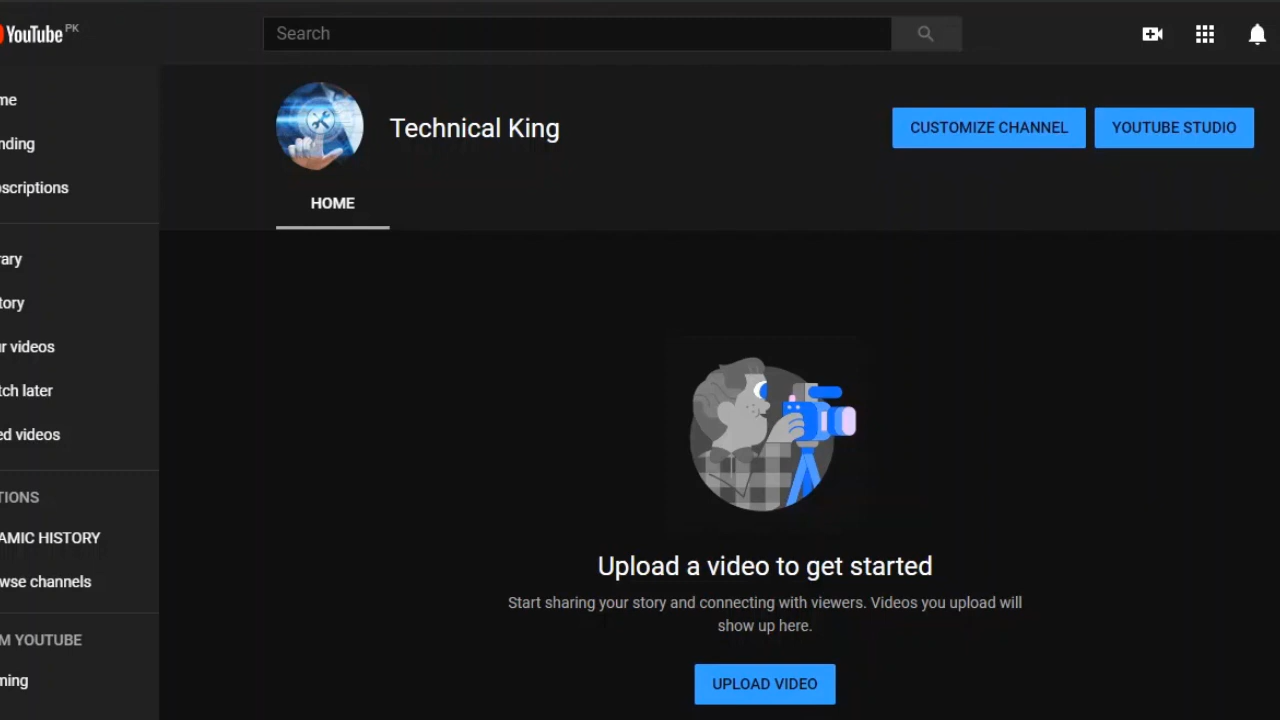 YouTube PK
Search
me
nding
scriptions
rary
tory
r videos
tch later
ed videos
TIONS
AMIC HISTORY
wse channels
M YOUTUBE
ming
Technical King
CUSTOMIZE CHANNEL
YOUTUBE STUDIO
HOME
Upload a video to get started
Start sharing your story and connecting with viewers. Videos you upload will
show up here.
UPLOAD VIDEO